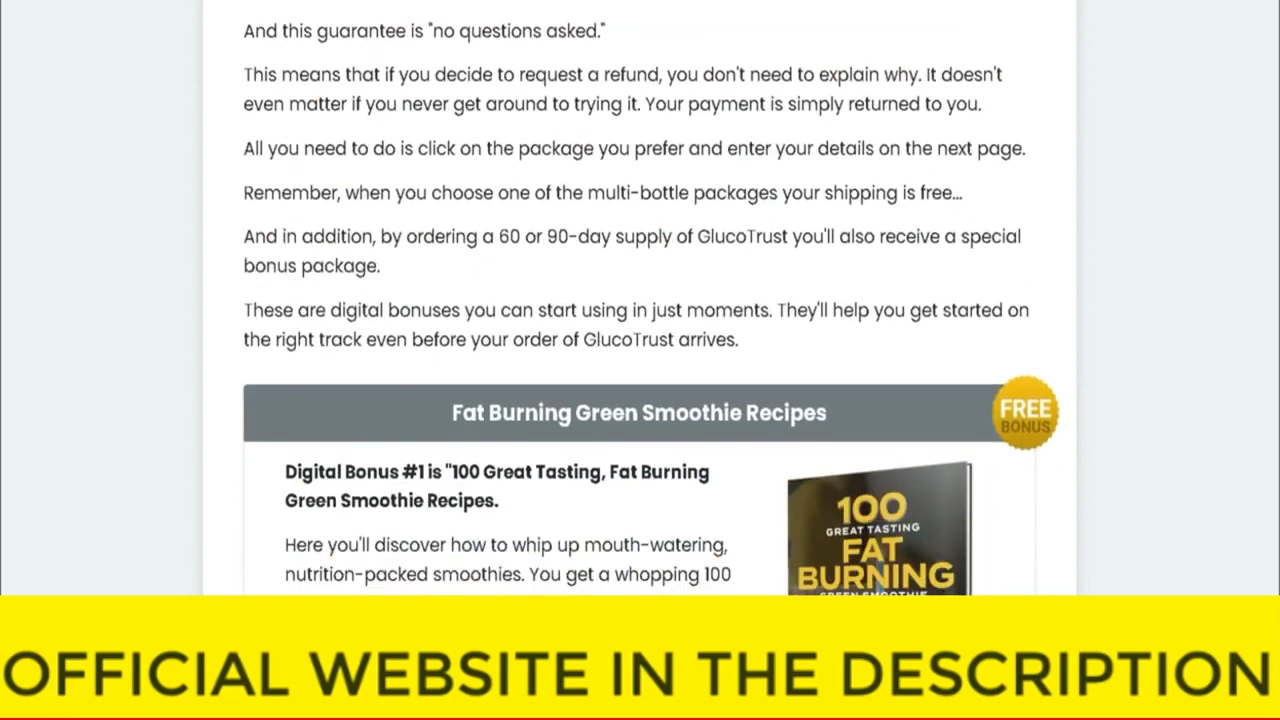 And this guarantee is "no questions asked."
This means that if you decide to request a refund, you don't need to explain why. It doesn't
even matter if you never get around to trying it. Your payment is simply returned to you.
All you need to do is click on the package you prefer and enter your details on the next page.
Remember, when you choose one of the multi-bottle packages your shipping is free...
And in addition, by ordering a 60 or 90-day supply of GlucoTrust you'll also receive a special
bonus package.
These are digital bonuses you can start using in just moments. They'll help you get started on
the right track even before your order of GlucoTrust arrives.
Fat Burning Green Smoothie Recipes
FREE
BONUS
Digital Bonus #1 is "100 Great Tasting, Fat Burning
Green Smoothie Recipes.
Here you'll discover how to whip up mouth-watering,
nutrition-packed smoothies. You get a whopping 100
100
GREAT TASTING
FAT
BURNING
GREEN SMOOTHIE
OFFICIAL WEBSITE IN THE DESCRIPTION